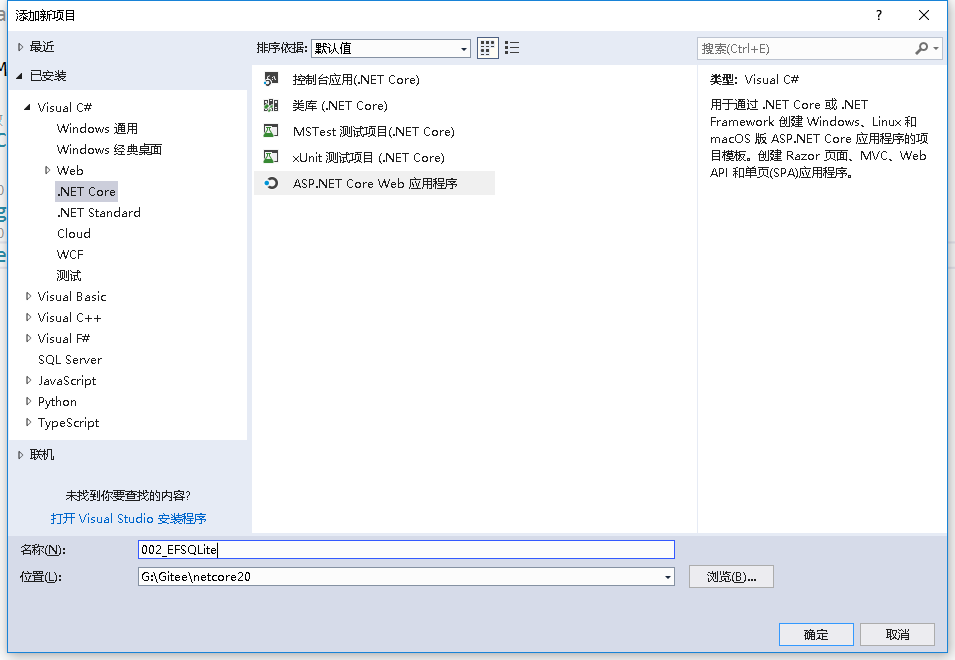 添加新项目
?
最近
已安装
Visual C#
Windows 通用
Windows 经典桌面
Web
.NET Core
.NET Standard
Cloud
WCF
测试
Visual Basic
Visual C++
Visual F#
SQL Server
JavaScript
Python
TypeScript
联机
未找到你要查找的内容?
打开 Visual Studio 安装程序
排序依据: 默认值
控制台应用(.NET Core)
类库 (.NET Core)
MSTest 测试项目(.NET Core)
xUnit 测试项目 (.NET Core)
ASP.NET Core Web 应用程序
搜索(Ctrl+E)
类型: Visual C#
用于通过 .NET Core 或 .NET
Framework 创建 Windows、Linux 和
macOS 版 ASP.NET Core 应用程序的项
目模板。创建 Razor 页面、MVC、Web
API 和单页(SPA)应用程序。
名称(N): 002_EFSQLite
位置(L): G:\Gitee\netcore20
浏览(B)...
确定
取消